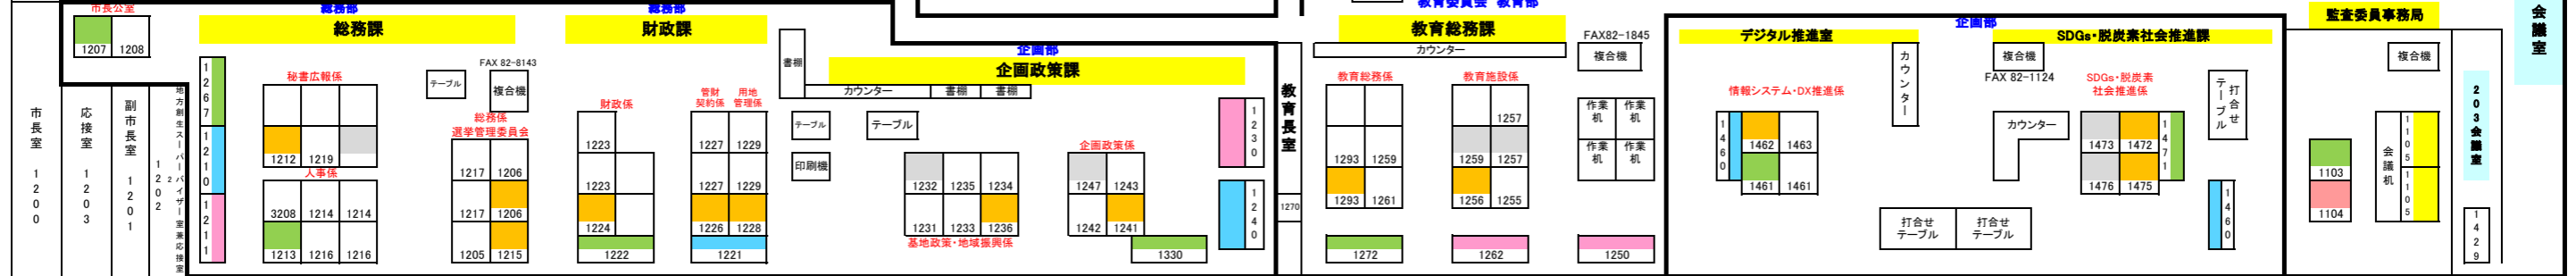 市長公室
1207 1208
市長室 1200
応接室 1203
副市長室 1201
地方創生スーパーバイザー室兼応接室
1202
2
総務部
総務課
1267
1210
1211
秘書広報係
1212 1219
人事係
3208 1214 1214
1213 1216 1216
テーブル
FAX 82-8143
複合機
総務係
選挙管理委員会
1217 1206
1217 1206
1205 1215
総務部
財政課
財政係
1223
1223
1224
1222
管財
契約係
用地
管理係
1227 1229
1227 1229
1226 1228
1221
書棚
企画部
企画政策課
カウンター 書棚 書棚
テーブル
テーブル
印刷機
1232 1235 1234
1231 1233 1236
基地政策・地域振興係
企画政策係
1247 1243
1242 1241
1330
1230
1240
教育長室
1270
教育委員会 教育部
教育総務課
カウンター
FAX82-1845
複合機
教育総務係
1293 1259
1293 1261
1272
教育施設係
1257
1259 1257
1256 1255
1262
作業机 作業机
作業机 作業机
1250
企画部
デジタル推進室
カウンター
情報システム・DX推進係
1460
1462 1463
1461 1461
SDGs・脱炭素社会推進課
複合機
FAX 82-1124
カウンター
SDGs・脱炭素
社会推進係
1473 1472
1471
1476 1475
打合せテーブル
打合せ
テーブル
打合せ
テーブル
1460
監査委員事務局
複合機
1103
1104
会議机
1105
1105
203会議室
1429
会議室